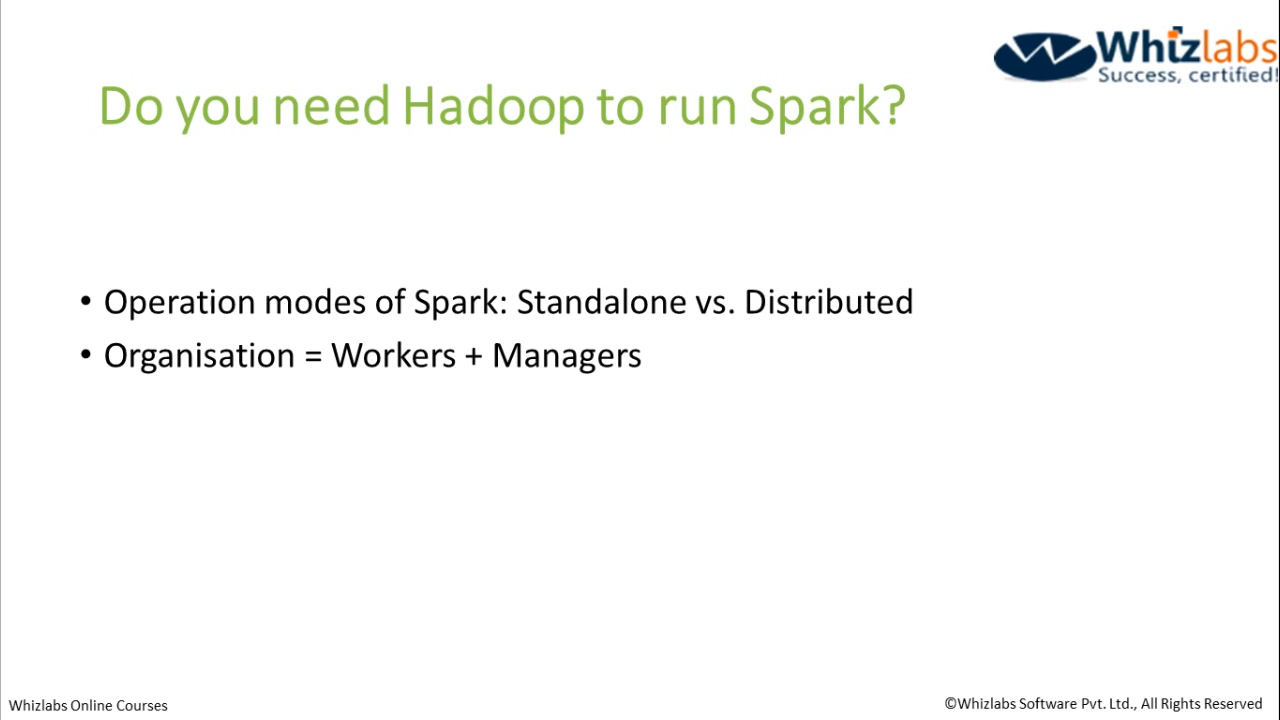 Whizlabs
Success, certified!
Do you need Hadoop to run Spark?
• Operation modes of Spark: Standalone vs. Distributed
• Organisation = Workers + Managers
Whizlabs Online Courses
©Whizlabs Software Pvt. Ltd., All Rights Reserved